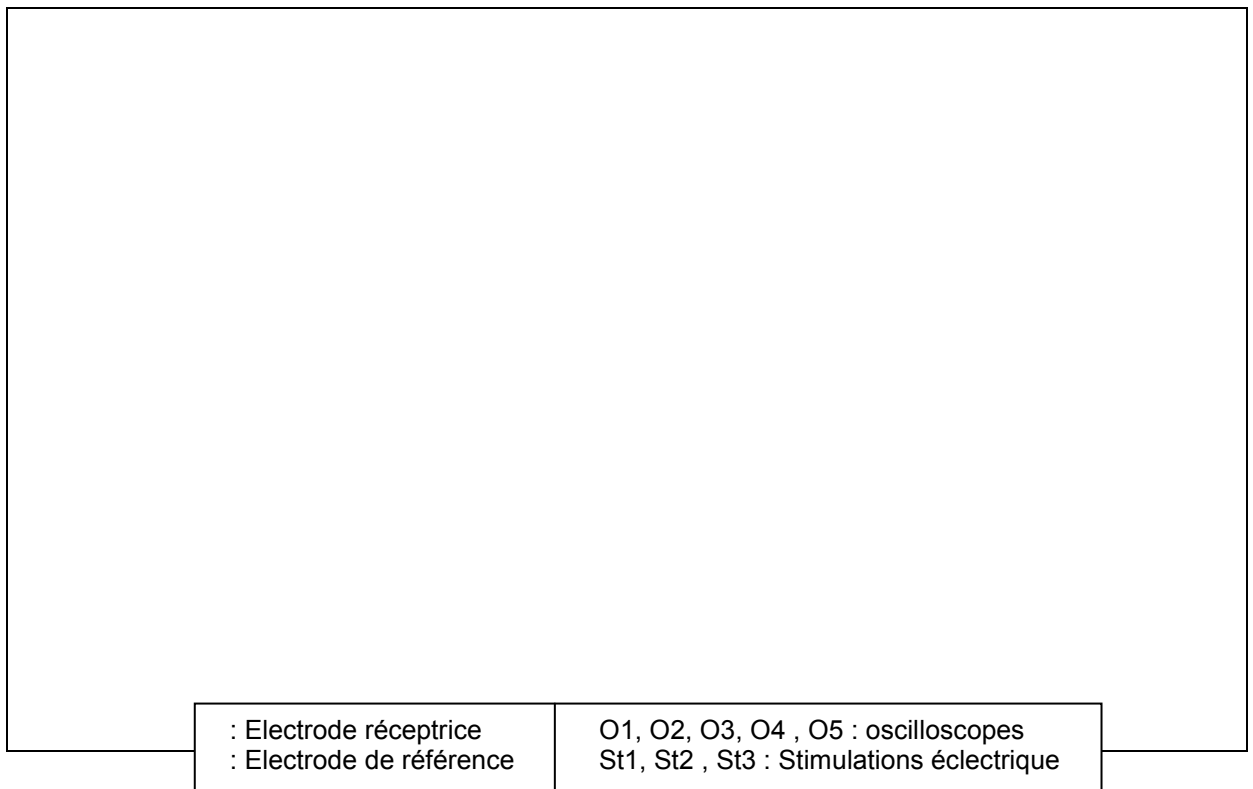 : Electrode réceptrice
: Electrode de référence
O1, O2, O3, O4 , O5 : oscilloscopes
St1, St2 , St3 : Stimulations éclectrique